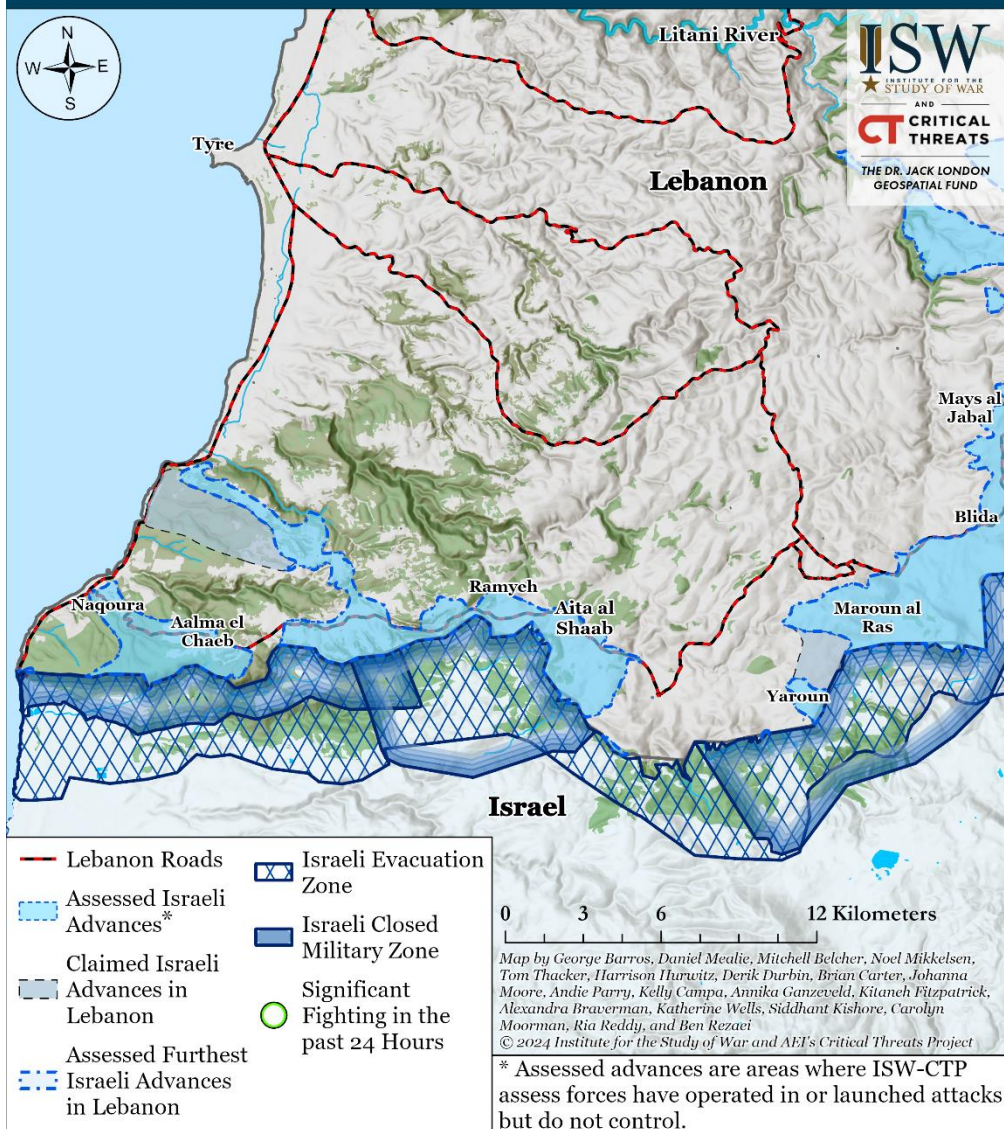 N
W E
S
Litani River
ISW
INSTITUTE FOR THE
STUDY OF WAR
AND
CT CRITICAL
THREATS
THE DR. JACK LONDON
GEOSPATIAL FUND
Tyre
Lebanon
Mays al
Jabal
Blida
Ramyeh
Naqoura
Aita al
Shaab
Aalma el
Chaeb
Maroun al
Ras
Yaroun
Israel
Lebanon Roads
Assessed Israeli
Advances*
Claimed Israeli
Advances in
Lebanon
Assessed Furthest
Israeli Advances
in Lebanon
Israeli Evacuation
Zone
Israeli Closed
Military Zone
Significant
Fighting in the
past 24 Hours
0 3 6 12 Kilometers
Map by George Barros, Daniel Mealie, Mitchell Belcher, Noel Mikkelsen,
Tom Thacker, Harrison Hurwitz, Derik Durbin, Brian Carter, Johanna
Moore, Andie Parry, Kelly Campa, Annika Ganzeveld, Kitaneh Fitzpatrick,
Alexandra Braverman, Katherine Wells, Siddhant Kishore, Carolyn
Moorman, Ria Reddy, and Ben Rezaei
© 2024 Institute for the Study of War and AEI's Critical Threats Project
* Assessed advances are areas where ISW-CTP
assess forces have operated in or launched attacks
but do not control.